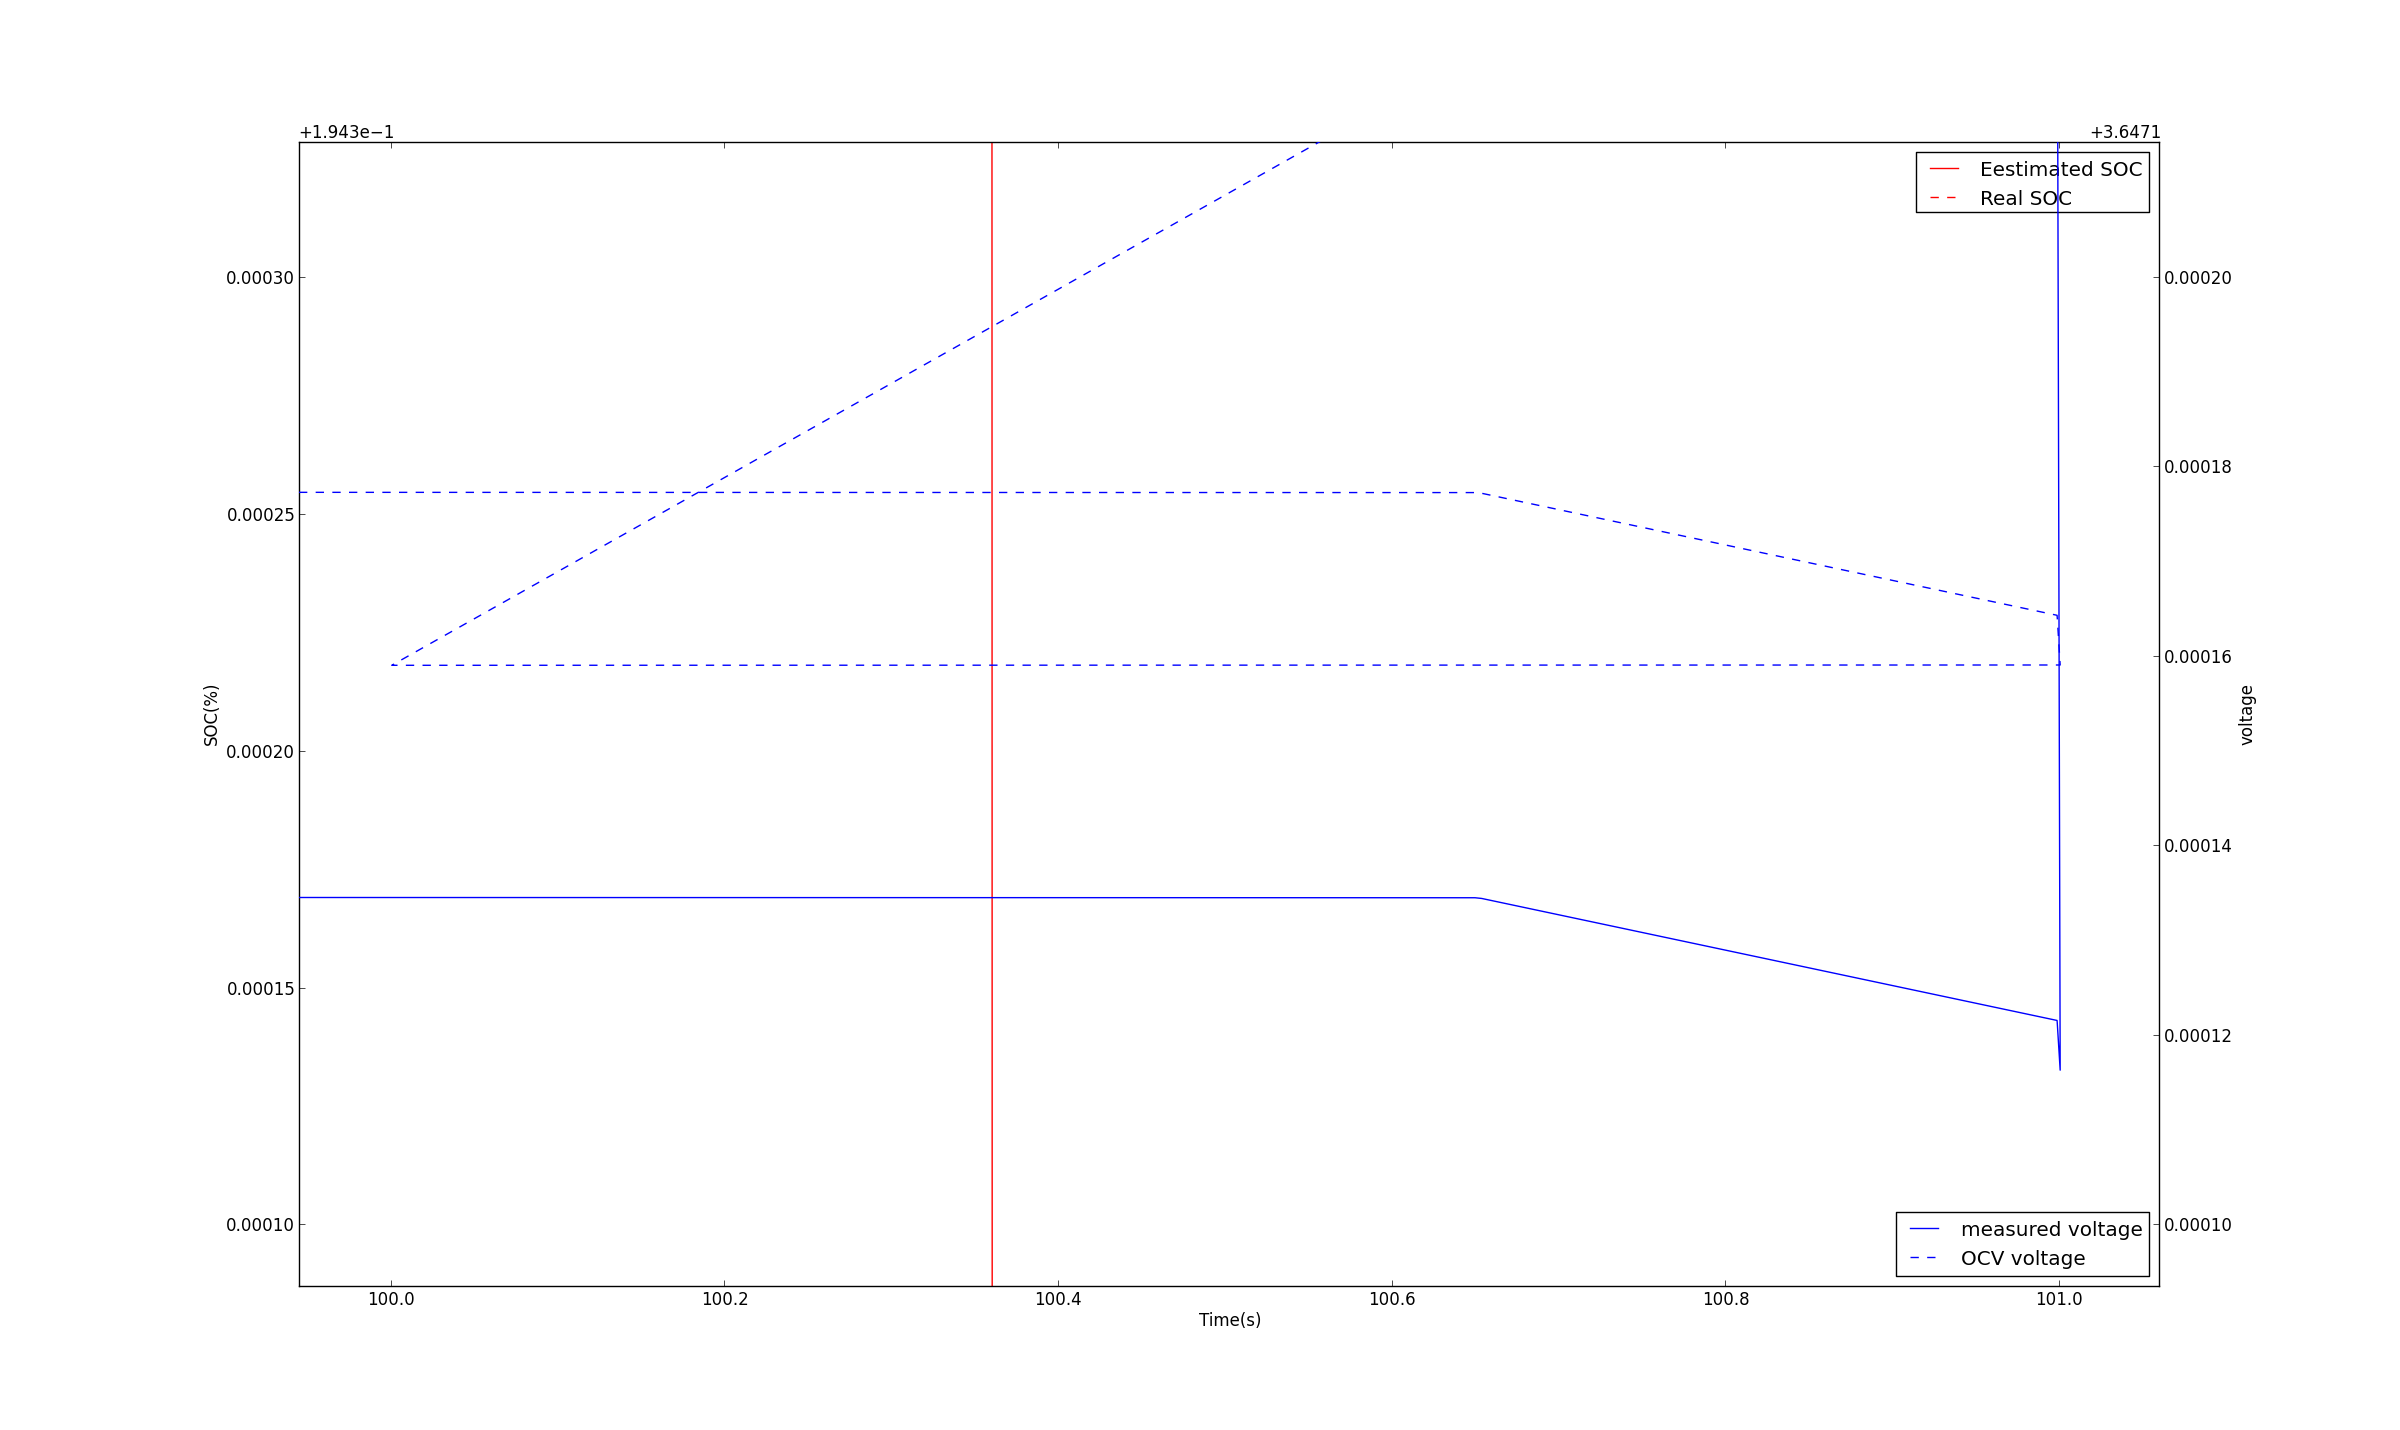 +1.943e−1
+3.6471
Eestimated SOC
Real SOC
0.00030
0.00025
0.00020
0.00015
0.00010
SOC(%)
0.00020
0.00018
0.00016
0.00014
0.00012
0.00010
voltage
measured voltage
OCV voltage
100.0 100.2 100.4 100.6 100.8 101.0
Time(s)